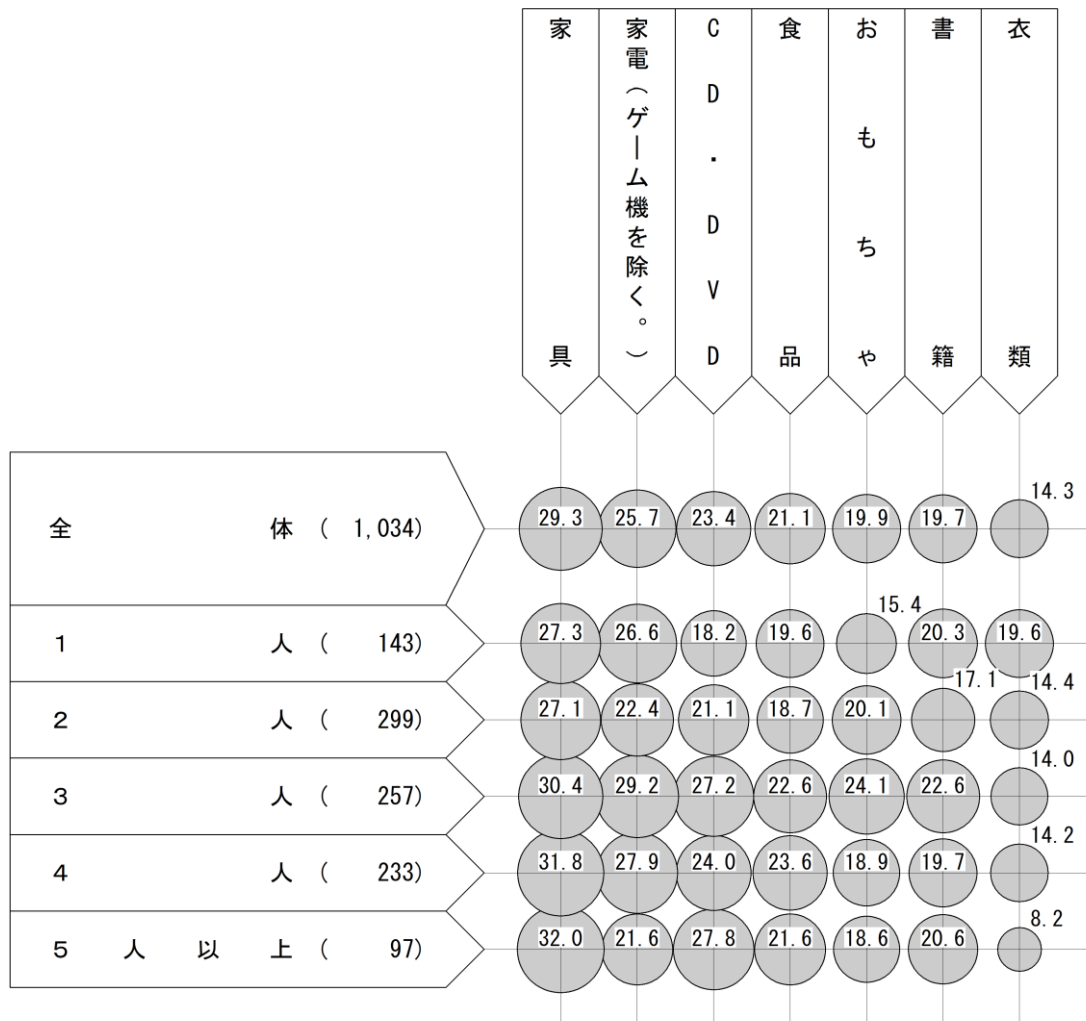 家具
家電(ゲーム機を除く。)
CD・DVD
食品
おもちゃ
書籍
衣類
全体 ( 1,034) 29.3 25.7 23.4 21.1 19.9 19.7 14.3
1人 ( 143) 27.3 26.6 18.2 19.6 15.4 20.3 19.6
2人 ( 299) 27.1 22.4 21.1 18.7 20.1 17.1 14.4
3人 ( 257) 30.4 29.2 27.2 22.6 24.1 22.6 14.0
4人 ( 233) 31.8 27.9 24.0 23.6 18.9 19.7 14.2
5人以上 ( 97) 32.0 21.6 27.8 21.6 18.6 20.6 8.2